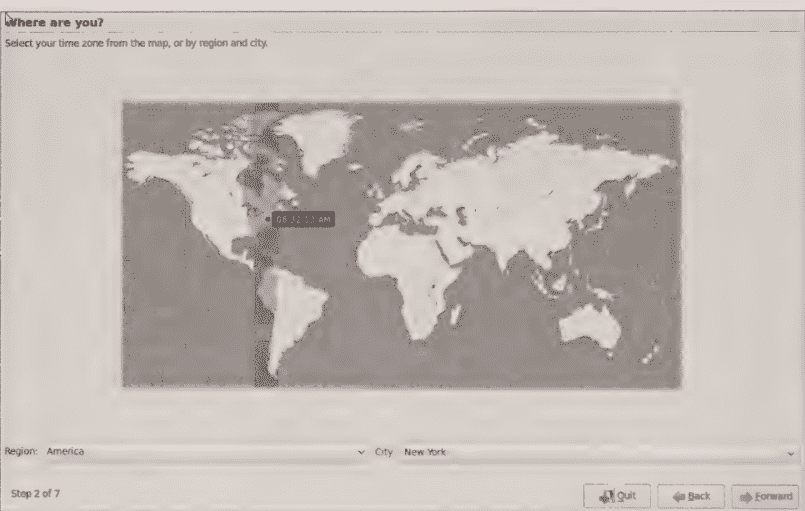 Where are you?
Select your time zone from the map, or by region and city.
Region: America City New York
Step 2 of 7 Quit Back Forward